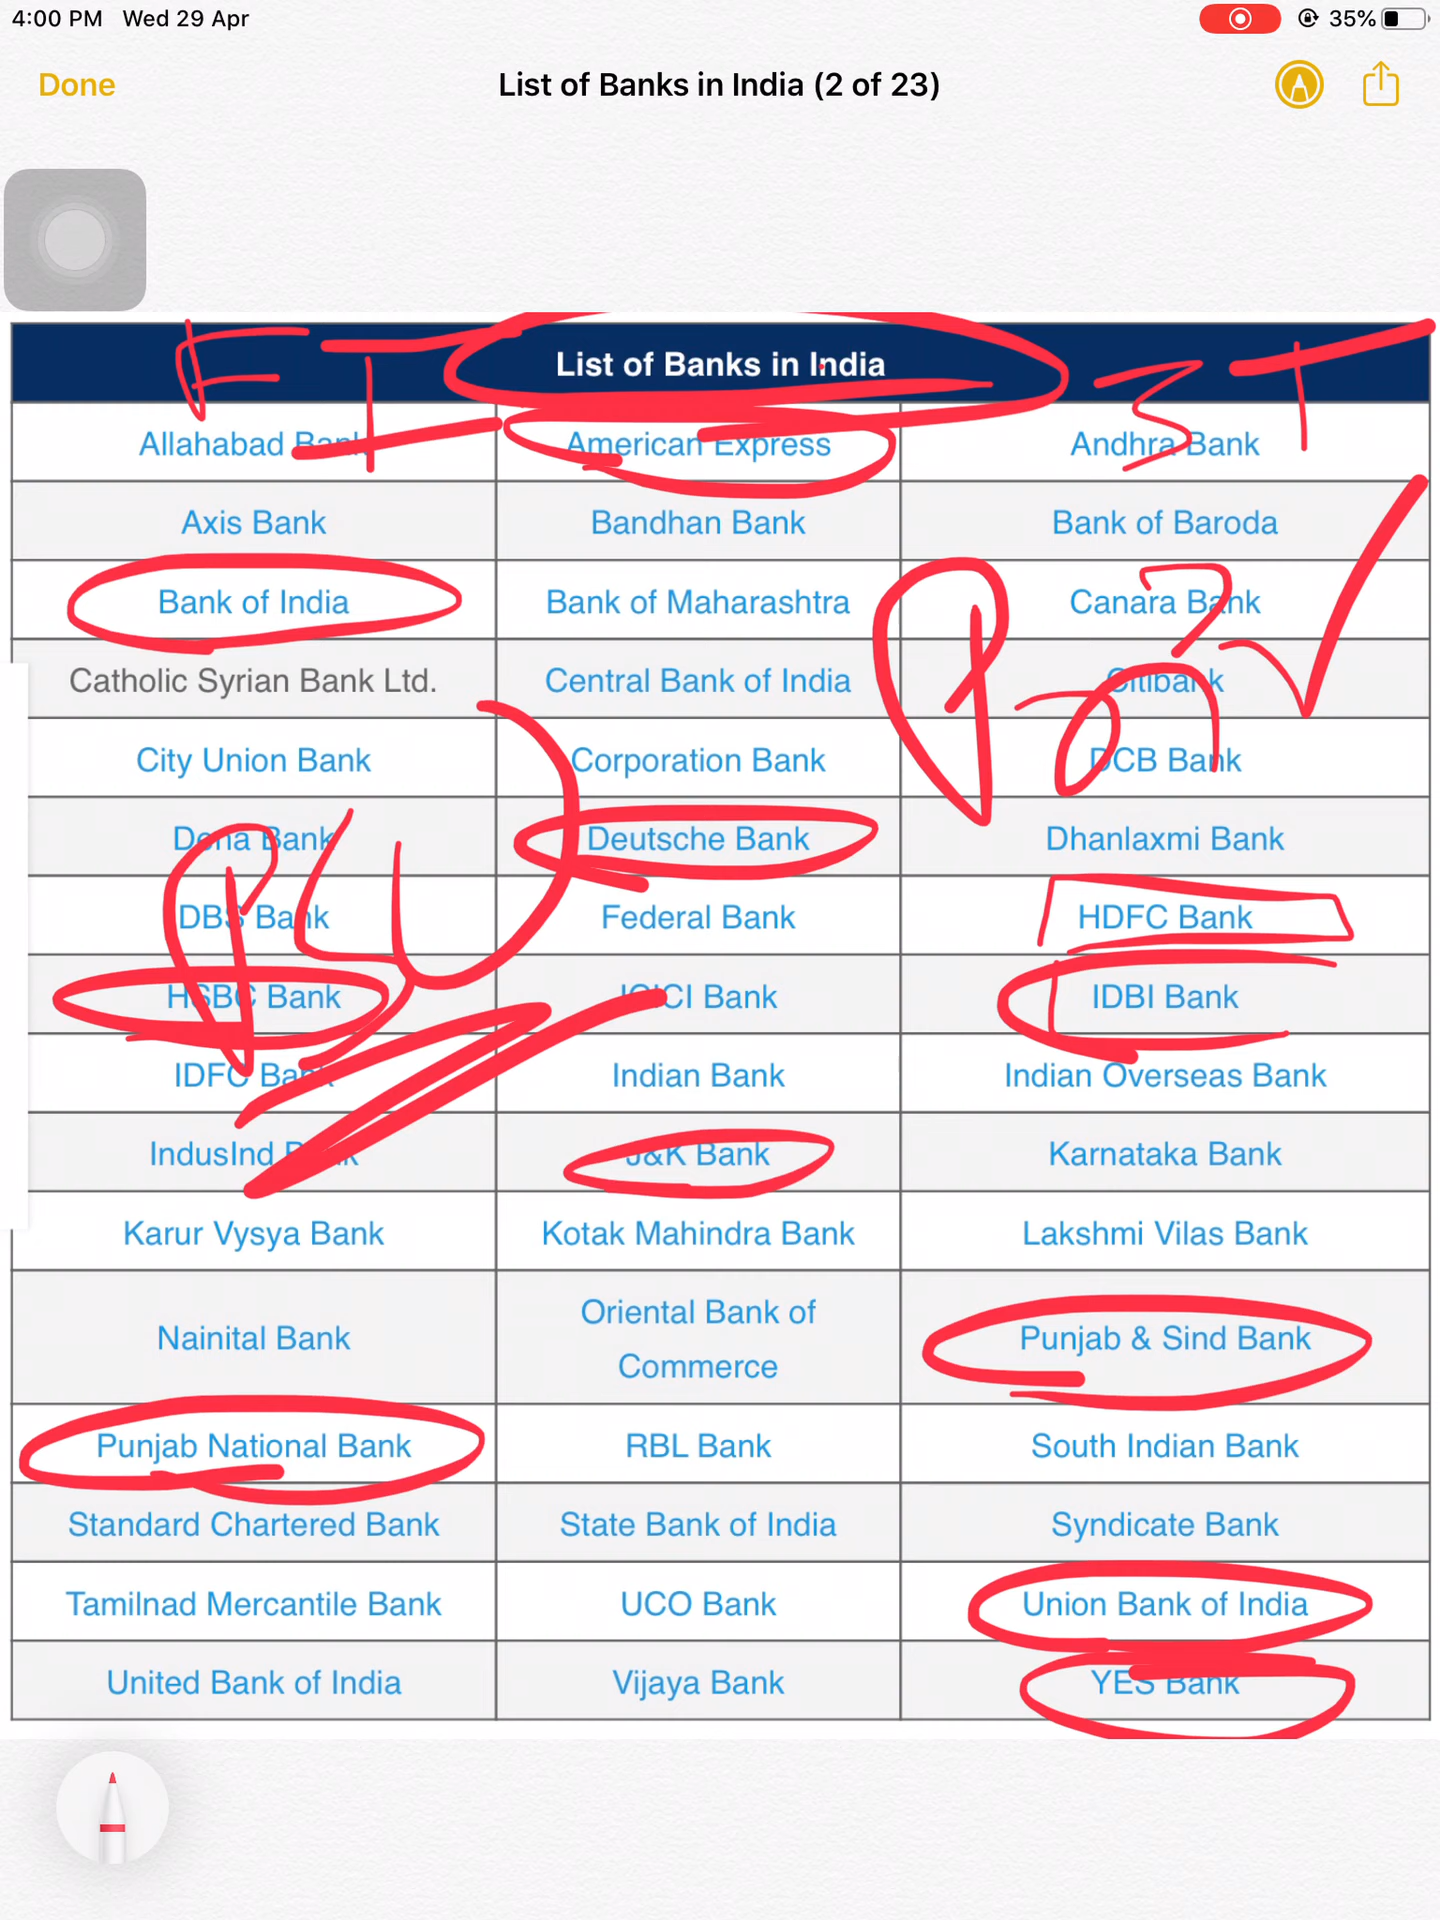 4:00 PM Wed 29 Apr 35%
Done List of Banks in India (2 of 23)
List of Banks in India
Allahabad Bank American Express Andhra Bank
Axis Bank Bandhan Bank Bank of Baroda
Bank of India Bank of Maharashtra Canara Bank
Catholic Syrian Bank Ltd. Central Bank of India Citibank
City Union Bank Corporation Bank DCB Bank
Dena Bank Deutsche Bank Dhanlaxmi Bank
DBS Bank Federal Bank HDFC Bank
HSBC Bank ICICI Bank IDBI Bank
IDFC Bank Indian Bank Indian Overseas Bank
IndusInd Bank J&K Bank Karnataka Bank
Karur Vysya Bank Kotak Mahindra Bank Lakshmi Vilas Bank
Nainital Bank Oriental Bank of Commerce Punjab & Sind Bank
Punjab National Bank RBL Bank South Indian Bank
Standard Chartered Bank State Bank of India Syndicate Bank
Tamilnad Mercantile Bank UCO Bank Union Bank of India
United Bank of India Vijaya Bank YES Bank
PSU